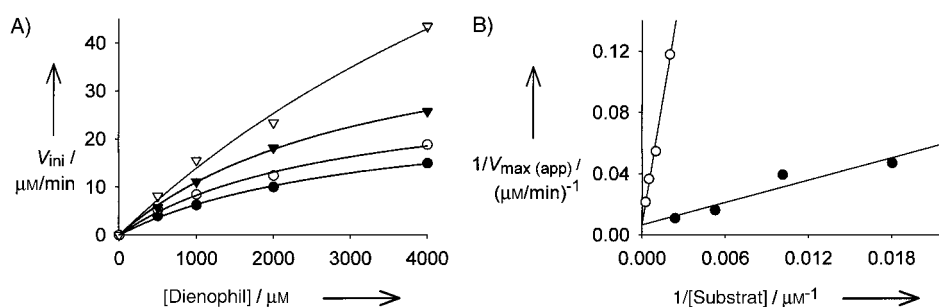 A)
40
30
20
10
0
V_ini /
µM/min
0 1000 2000 3000 4000
[Dienophil] / µM
B)
0.12
0.08
0.04
0.00
1/V_max (app) /
(µM/min)⁻¹
0.000 0.006 0.012 0.018
1/[Substrat] / µM⁻¹